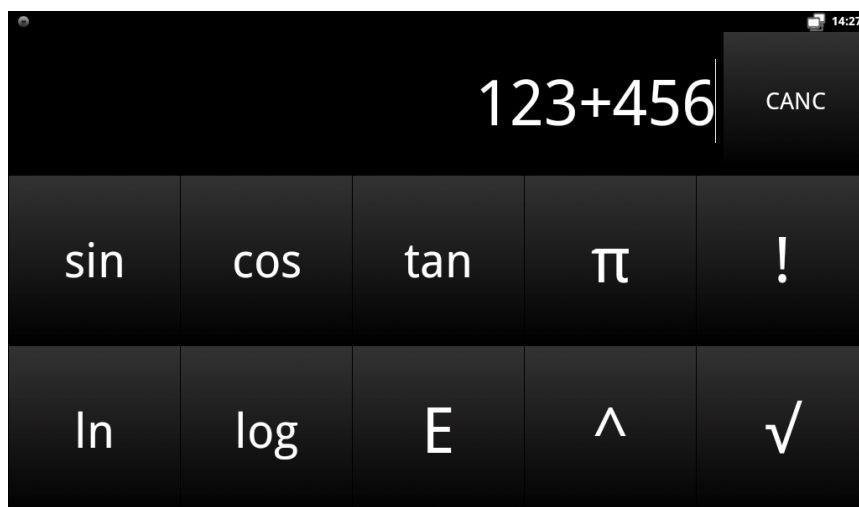 14:27
123+456
CANC
sin cos tan π !
ln log E ^ √